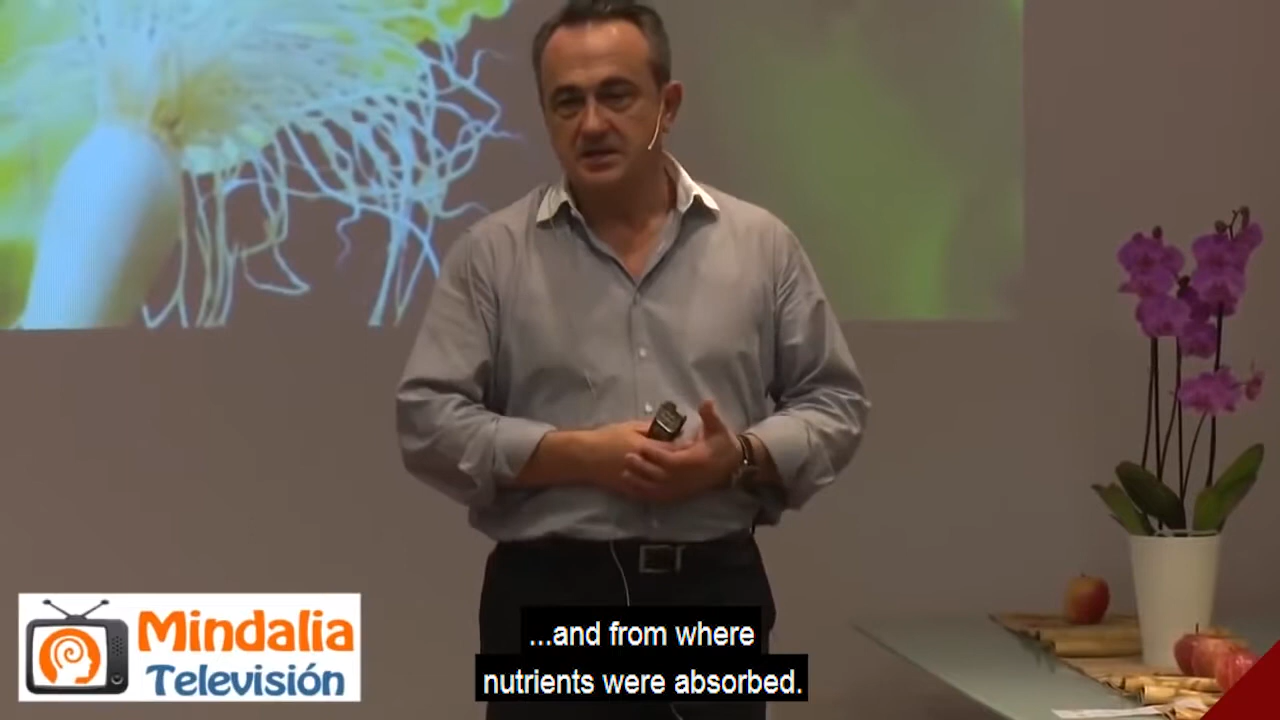 Mindalia
Televisión
...and from where
nutrients were absorbed.